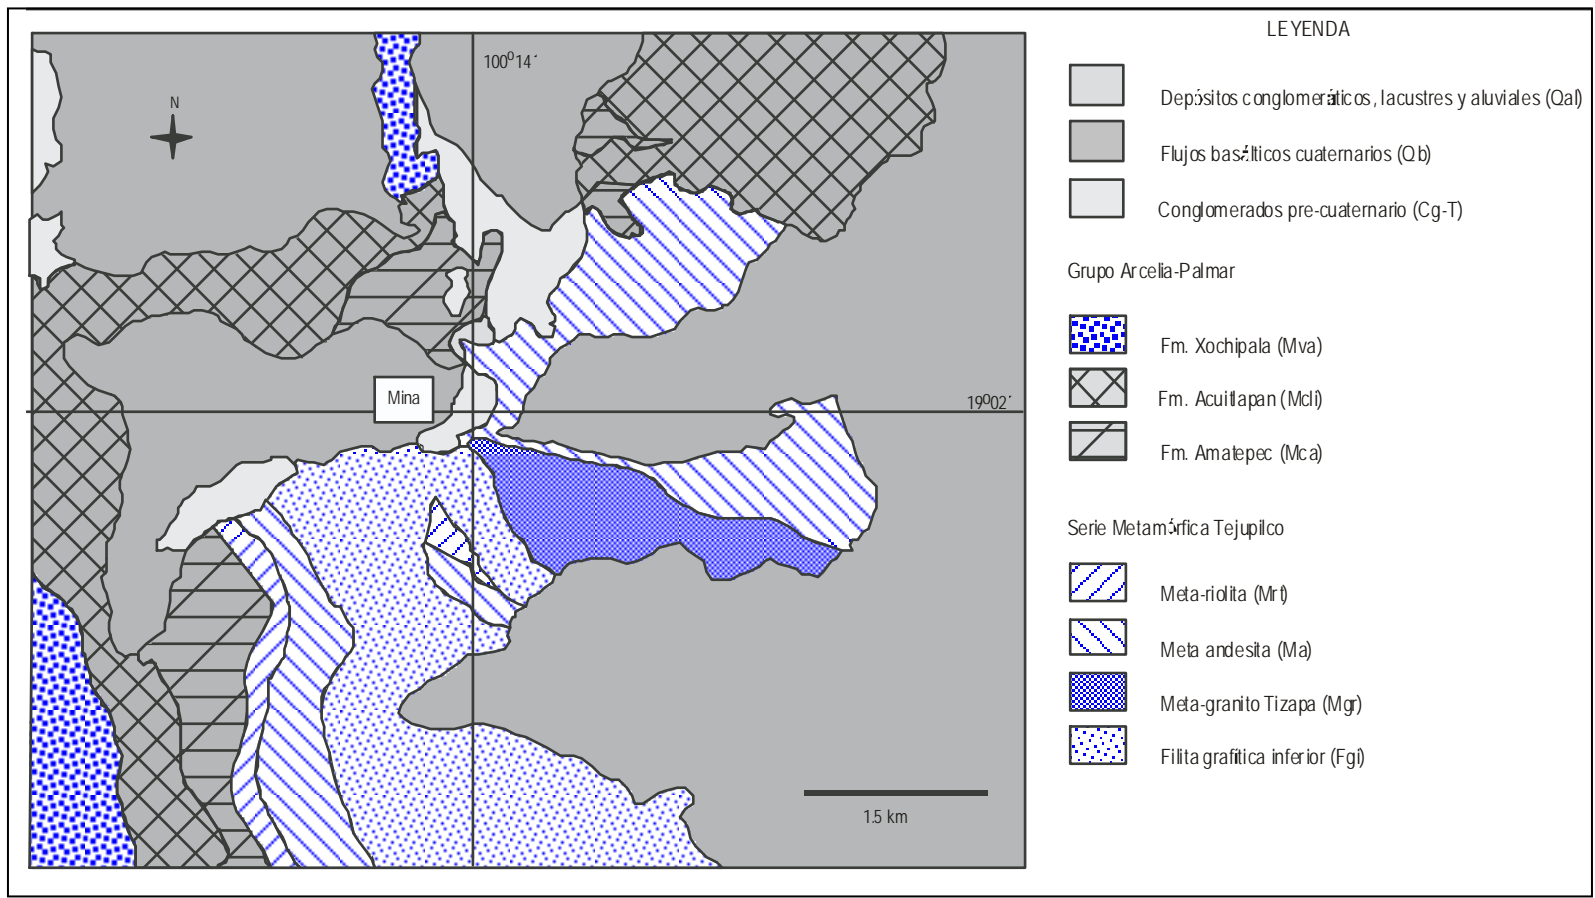 N
100º14´
Mina
19º02´
1.5 km
LEYENDA
Depósitos conglomeráticos, lacustres y aluviales (Qal)
Flujos basálticos cuaternarios (Qb)
Conglomerados pre-cuaternario (Cg-T)
Grupo Arcelia-Palmar
Fm. Xochipala (Mva)
Fm. Acuitlapan (Mcli)
Fm. Amatepec (Mca)
Serie Metamórfica Tejupilco
Meta-riolita (Mrt)
Meta andesita (Ma)
Meta-granito Tizapa (Mgr)
Filita grafítica inferior (Fgi)